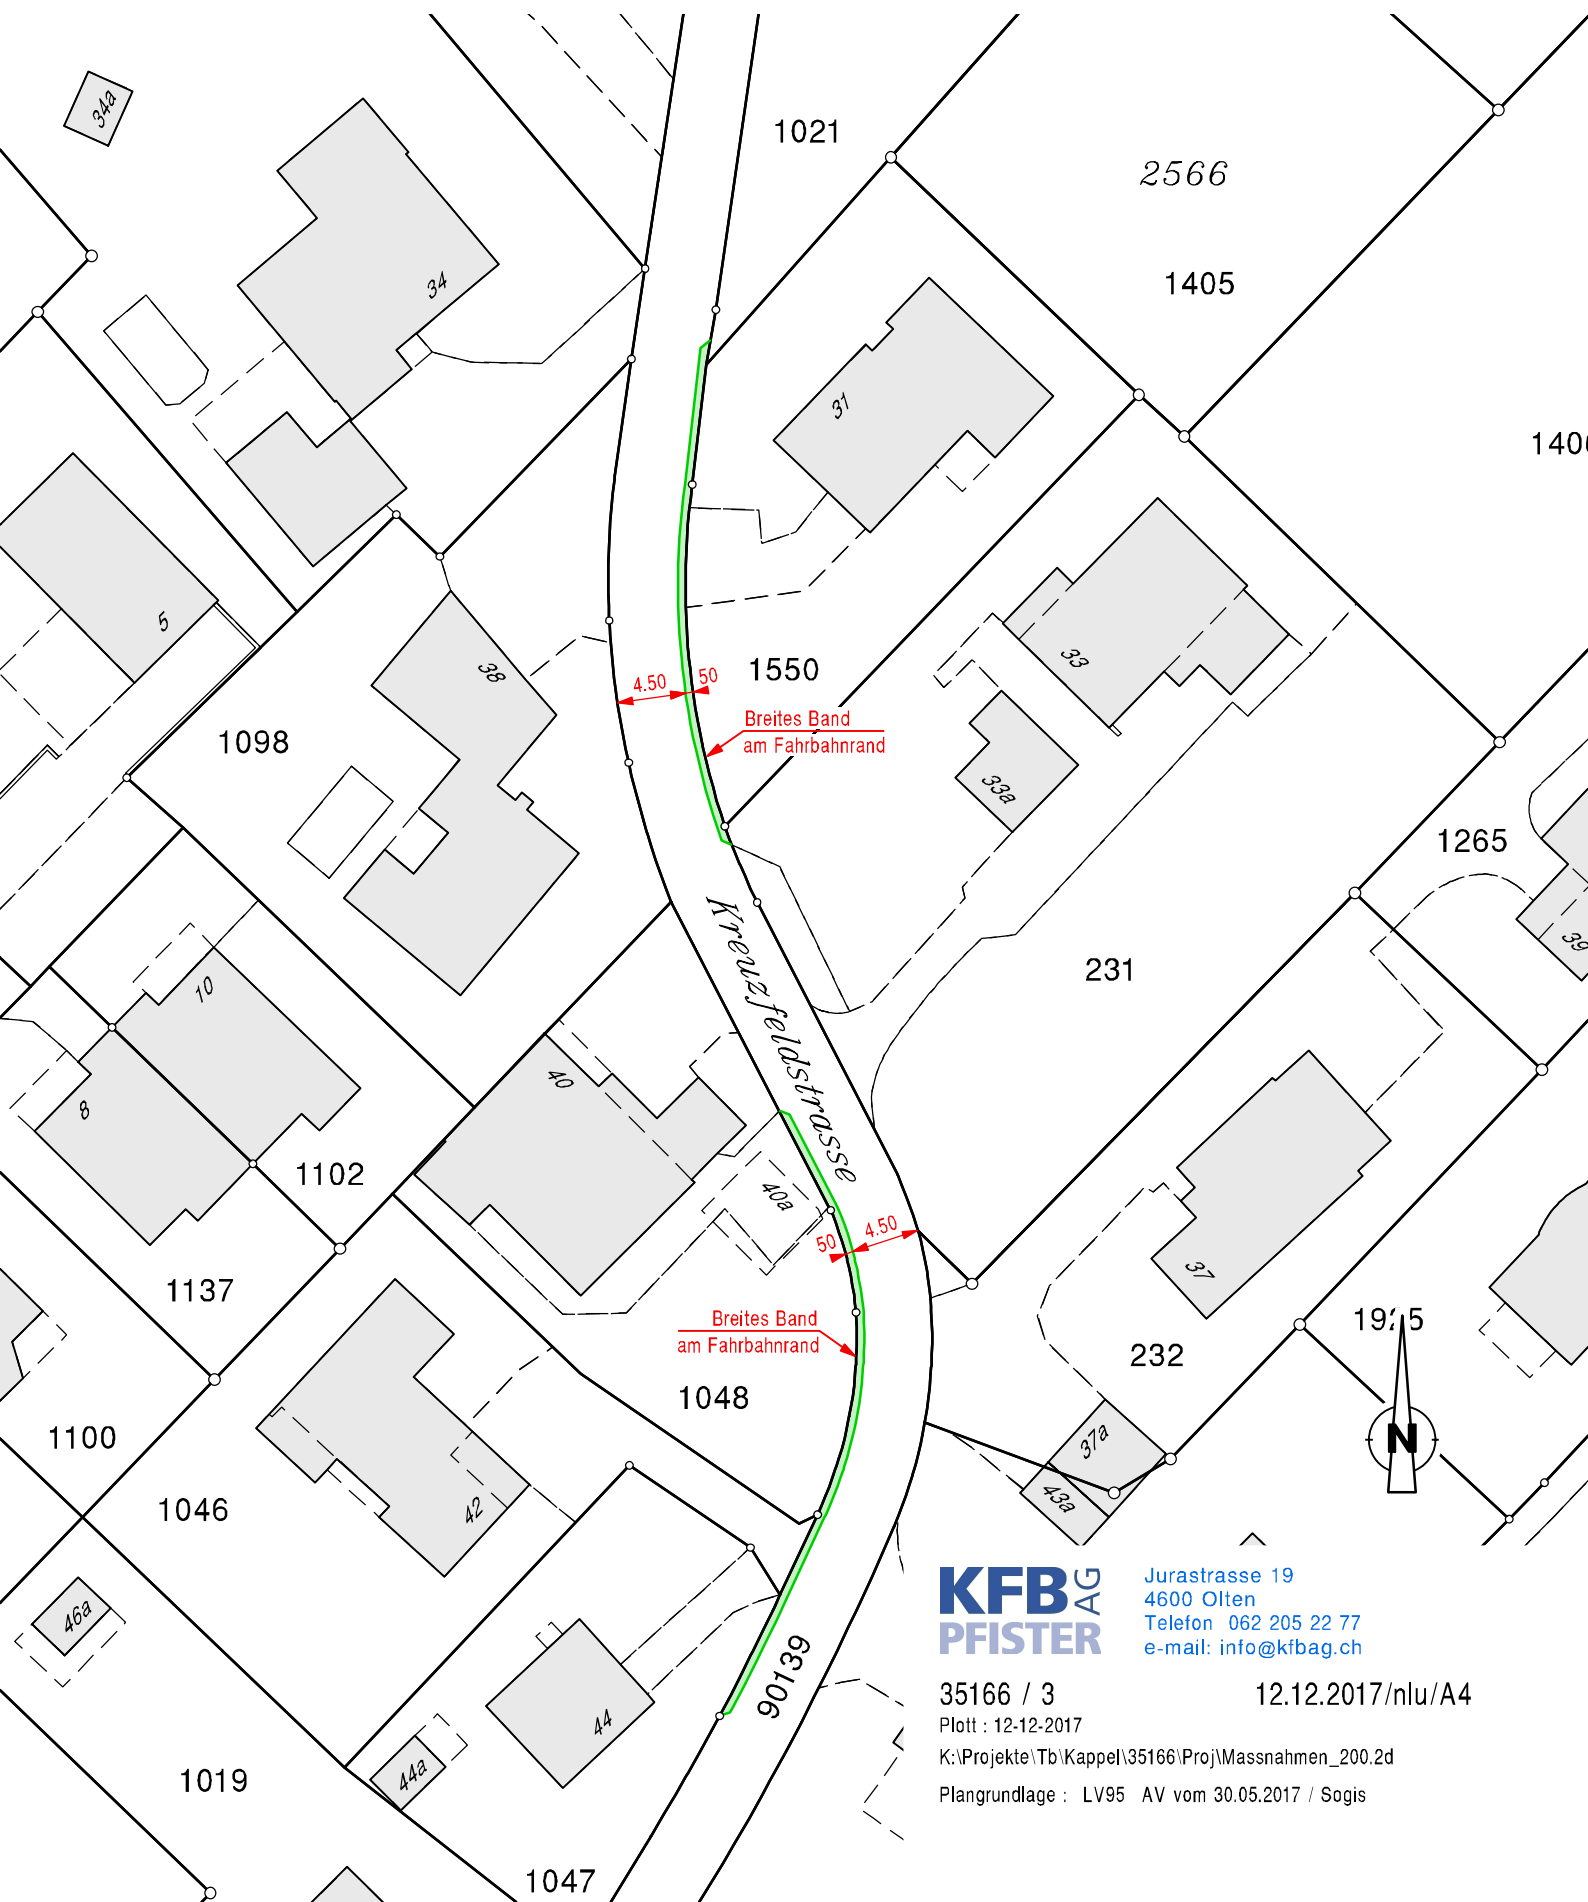 34a
1021
2566
34
1405
31
1406
5
38
33
1550
4.50
50
Breites Band
am Fahrbahnrand
1098
33a
1265
39
Kreuzfeldstrasse
231
10
40
8
1102
40a
50
4.50
37
1137
Breites Band
am Fahrbahnrand
1925
232
1048
1100
37a
N
43a
1046
42
46a
44
90139
44a
1019
1047
KFB AG
PFISTER
Jurastrasse 19
4600 Olten
Telefon 062 205 22 77
e-mail: info@kfbag.ch
35166 / 3
12.12.2017/nlu/A4
Plott : 12-12-2017
K:\Projekte\Tb\Kappel\35166\Proj\Massnahmen_200.2d
Plangrundlage : LV95 AV vom 30.05.2017 / Sogis